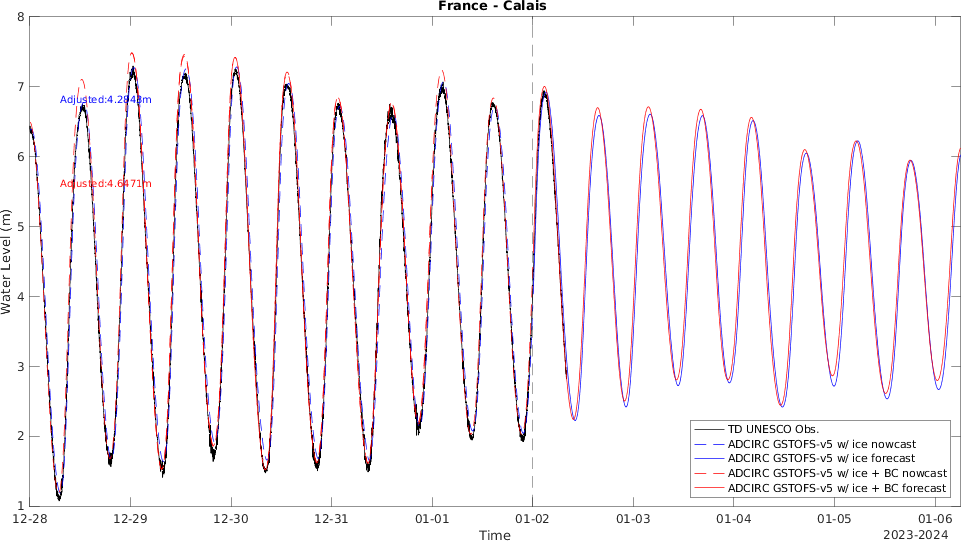 France - Calais
8
7
6
5
4
3
2
1
Water Level (m)
Adjusted:4.2848m
Adjusted:4.6471m
TD UNESCO Obs.
ADCIRC GSTOFS-v5 w/ ice nowcast
ADCIRC GSTOFS-v5 w/ ice forecast
ADCIRC GSTOFS-v5 w/ ice + BC nowcast
ADCIRC GSTOFS-v5 w/ ice + BC forecast
12-28 12-29 12-30 12-31 01-01 01-02 01-03 01-04 01-05 01-06
Time
2023-2024